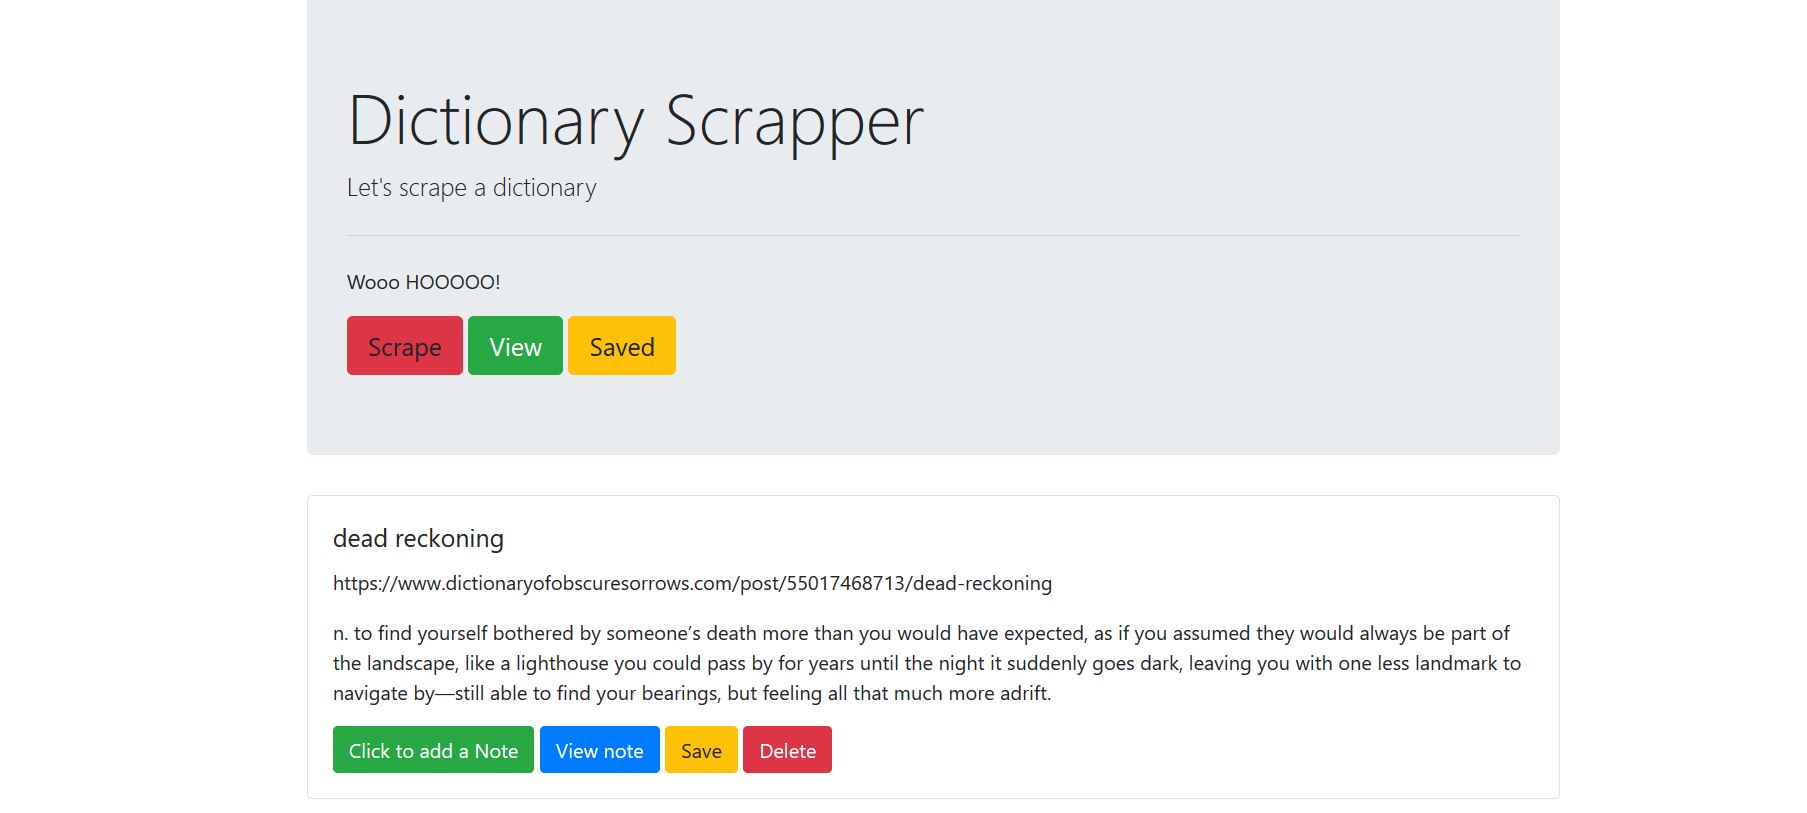 Dictionary Scrapper
Let's scrape a dictionary
Wooo HOOOOO!
Scrape View Saved
dead reckoning
https://www.dictionaryofobscuresorrows.com/post/55017468713/dead-reckoning
n. to find yourself bothered by someone’s death more than you would have expected, as if you assumed they would always be part of
the landscape, like a lighthouse you could pass by for years until the night it suddenly goes dark, leaving you with one less landmark to
navigate by—still able to find your bearings, but feeling all that much more adrift.
Click to add a Note View note Save Delete